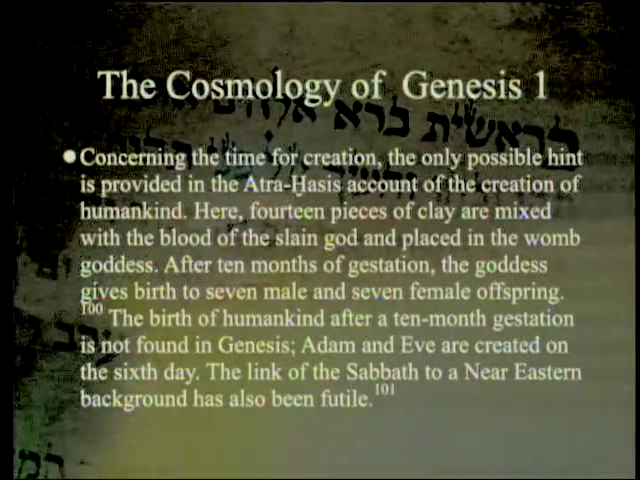 The Cosmology of Genesis 1
בראשית ברא אלהים
● Concerning the time for creation, the only possible hint
is provided in the Atra-Ḫasis account of the creation of
humankind. Here, fourteen pieces of clay are mixed
with the blood of the slain god and placed in the womb
goddess. After ten months of gestation, the goddess
gives birth to seven male and seven female offspring.
100 The birth of humankind after a ten-month gestation
is not found in Genesis; Adam and Eve are created on
the sixth day. The link of the Sabbath to a Near Eastern
background has also been futile.101